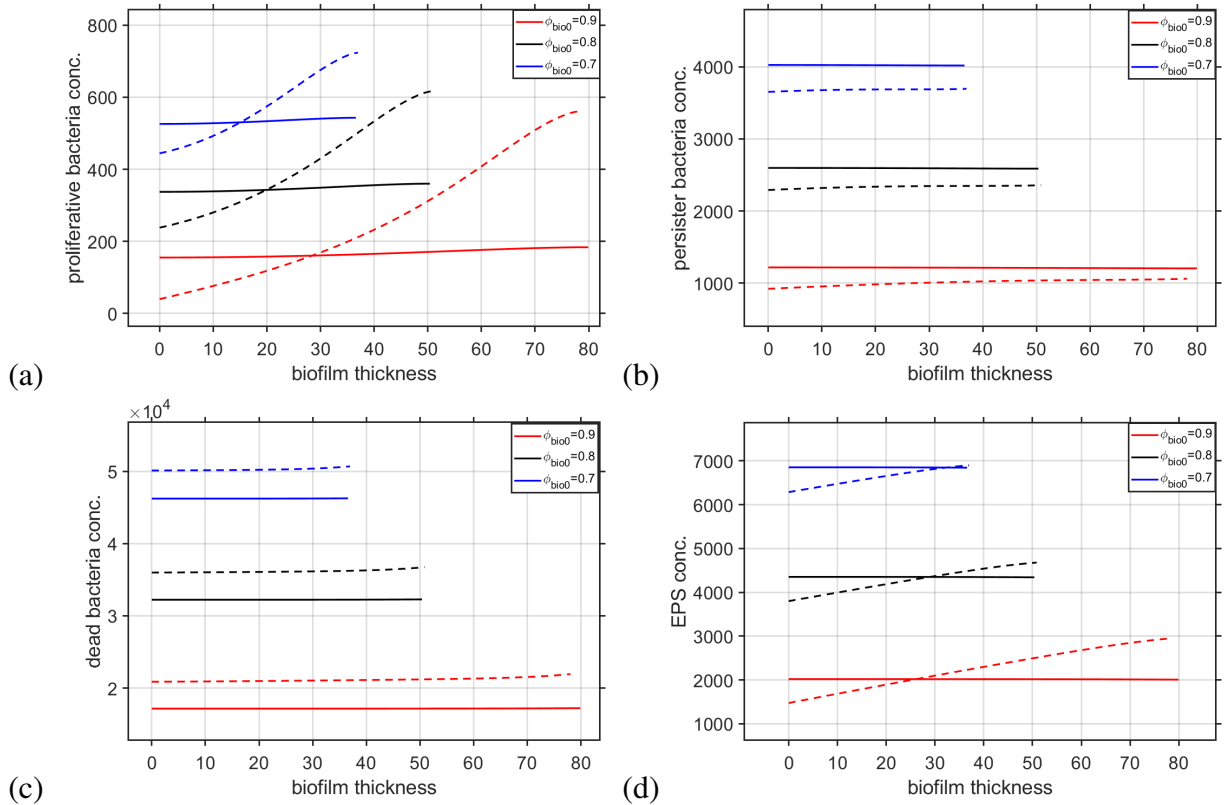 800
600
400
200
0
0 10 20 30 40 50 60 70 80
proliferative bacteria conc.
biofilm thickness
ϕbio0=0.9
ϕbio0=0.8
ϕbio0=0.7
(a)
4000
3000
2000
1000
0 10 20 30 40 50 60 70 80
persister bacteria conc.
biofilm thickness
ϕbio0=0.9
ϕbio0=0.8
ϕbio0=0.7
(b)
×10^4
5
4
3
2
0 10 20 30 40 50 60 70 80
dead bacteria conc.
biofilm thickness
ϕbio0=0.9
ϕbio0=0.8
ϕbio0=0.7
(c)
7000
6000
5000
4000
3000
2000
1000
0 10 20 30 40 50 60 70 80
EPS conc.
biofilm thickness
ϕbio0=0.9
ϕbio0=0.8
ϕbio0=0.7
(d)